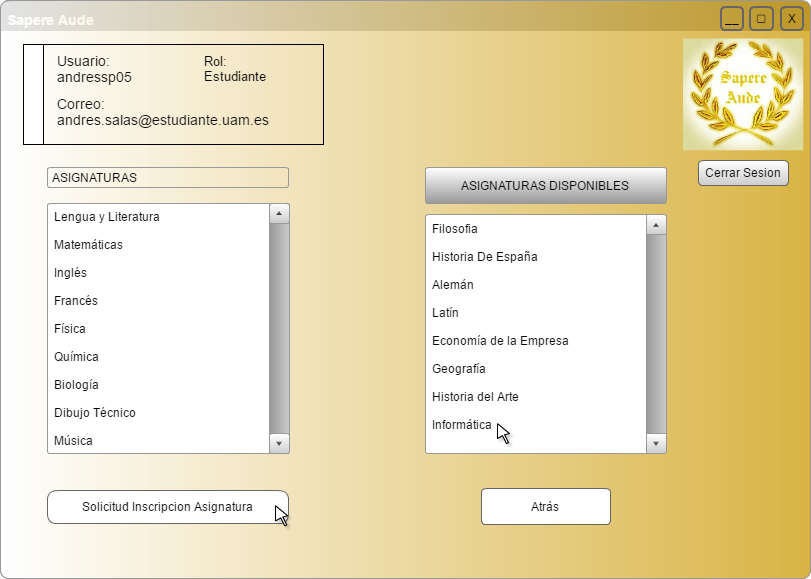 Sapere Aude
__ □ X
Usuario:
andressp05
Rol:
Estudiante
Correo:
andres.salas@estudiante.uam.es
Sapere
Aude
Cerrar Sesion
ASIGNATURAS
Lengua y Literatura
Matemáticas
Inglés
Francés
Física
Química
Biología
Dibujo Técnico
Música
ASIGNATURAS DISPONIBLES
Filosofia
Historia De España
Alemán
Latín
Economía de la Empresa
Geografía
Historia del Arte
Informática
Solicitud Inscripcion Asignatura
Atrás